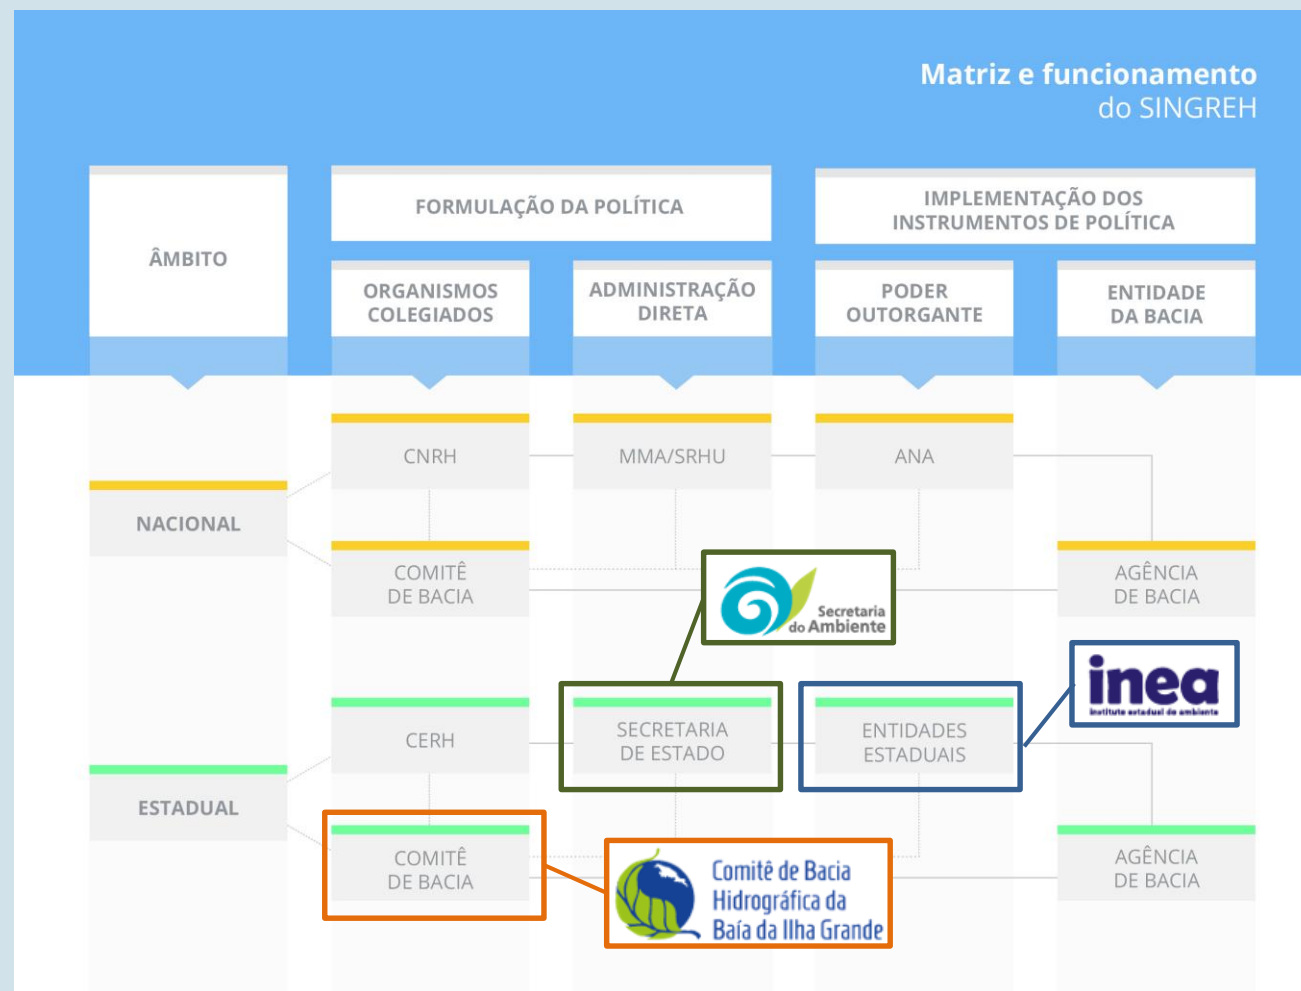 Matriz e funcionamento
do SINGREH
ÂMBITO
FORMULAÇÃO DA POLÍTICA
IMPLEMENTAÇÃO DOS
INSTRUMENTOS DE POLÍTICA
ORGANISMOS
COLEGIADOS
ADMINISTRAÇÃO
DIRETA
PODER
OUTORGANTE
ENTIDADE
DA BACIA
NACIONAL
CNRH
MMA/SRHU
ANA
COMITÊ
DE BACIA
AGÊNCIA
DE BACIA
Secretaria
do Ambiente
inea
instituto estadual do ambiente
ESTADUAL
CERH
SECRETARIA
DE ESTADO
ENTIDADES
ESTADUAIS
COMITÊ
DE BACIA
Comitê de Bacia
Hidrográfica da
Baía da Ilha Grande
AGÊNCIA
DE BACIA